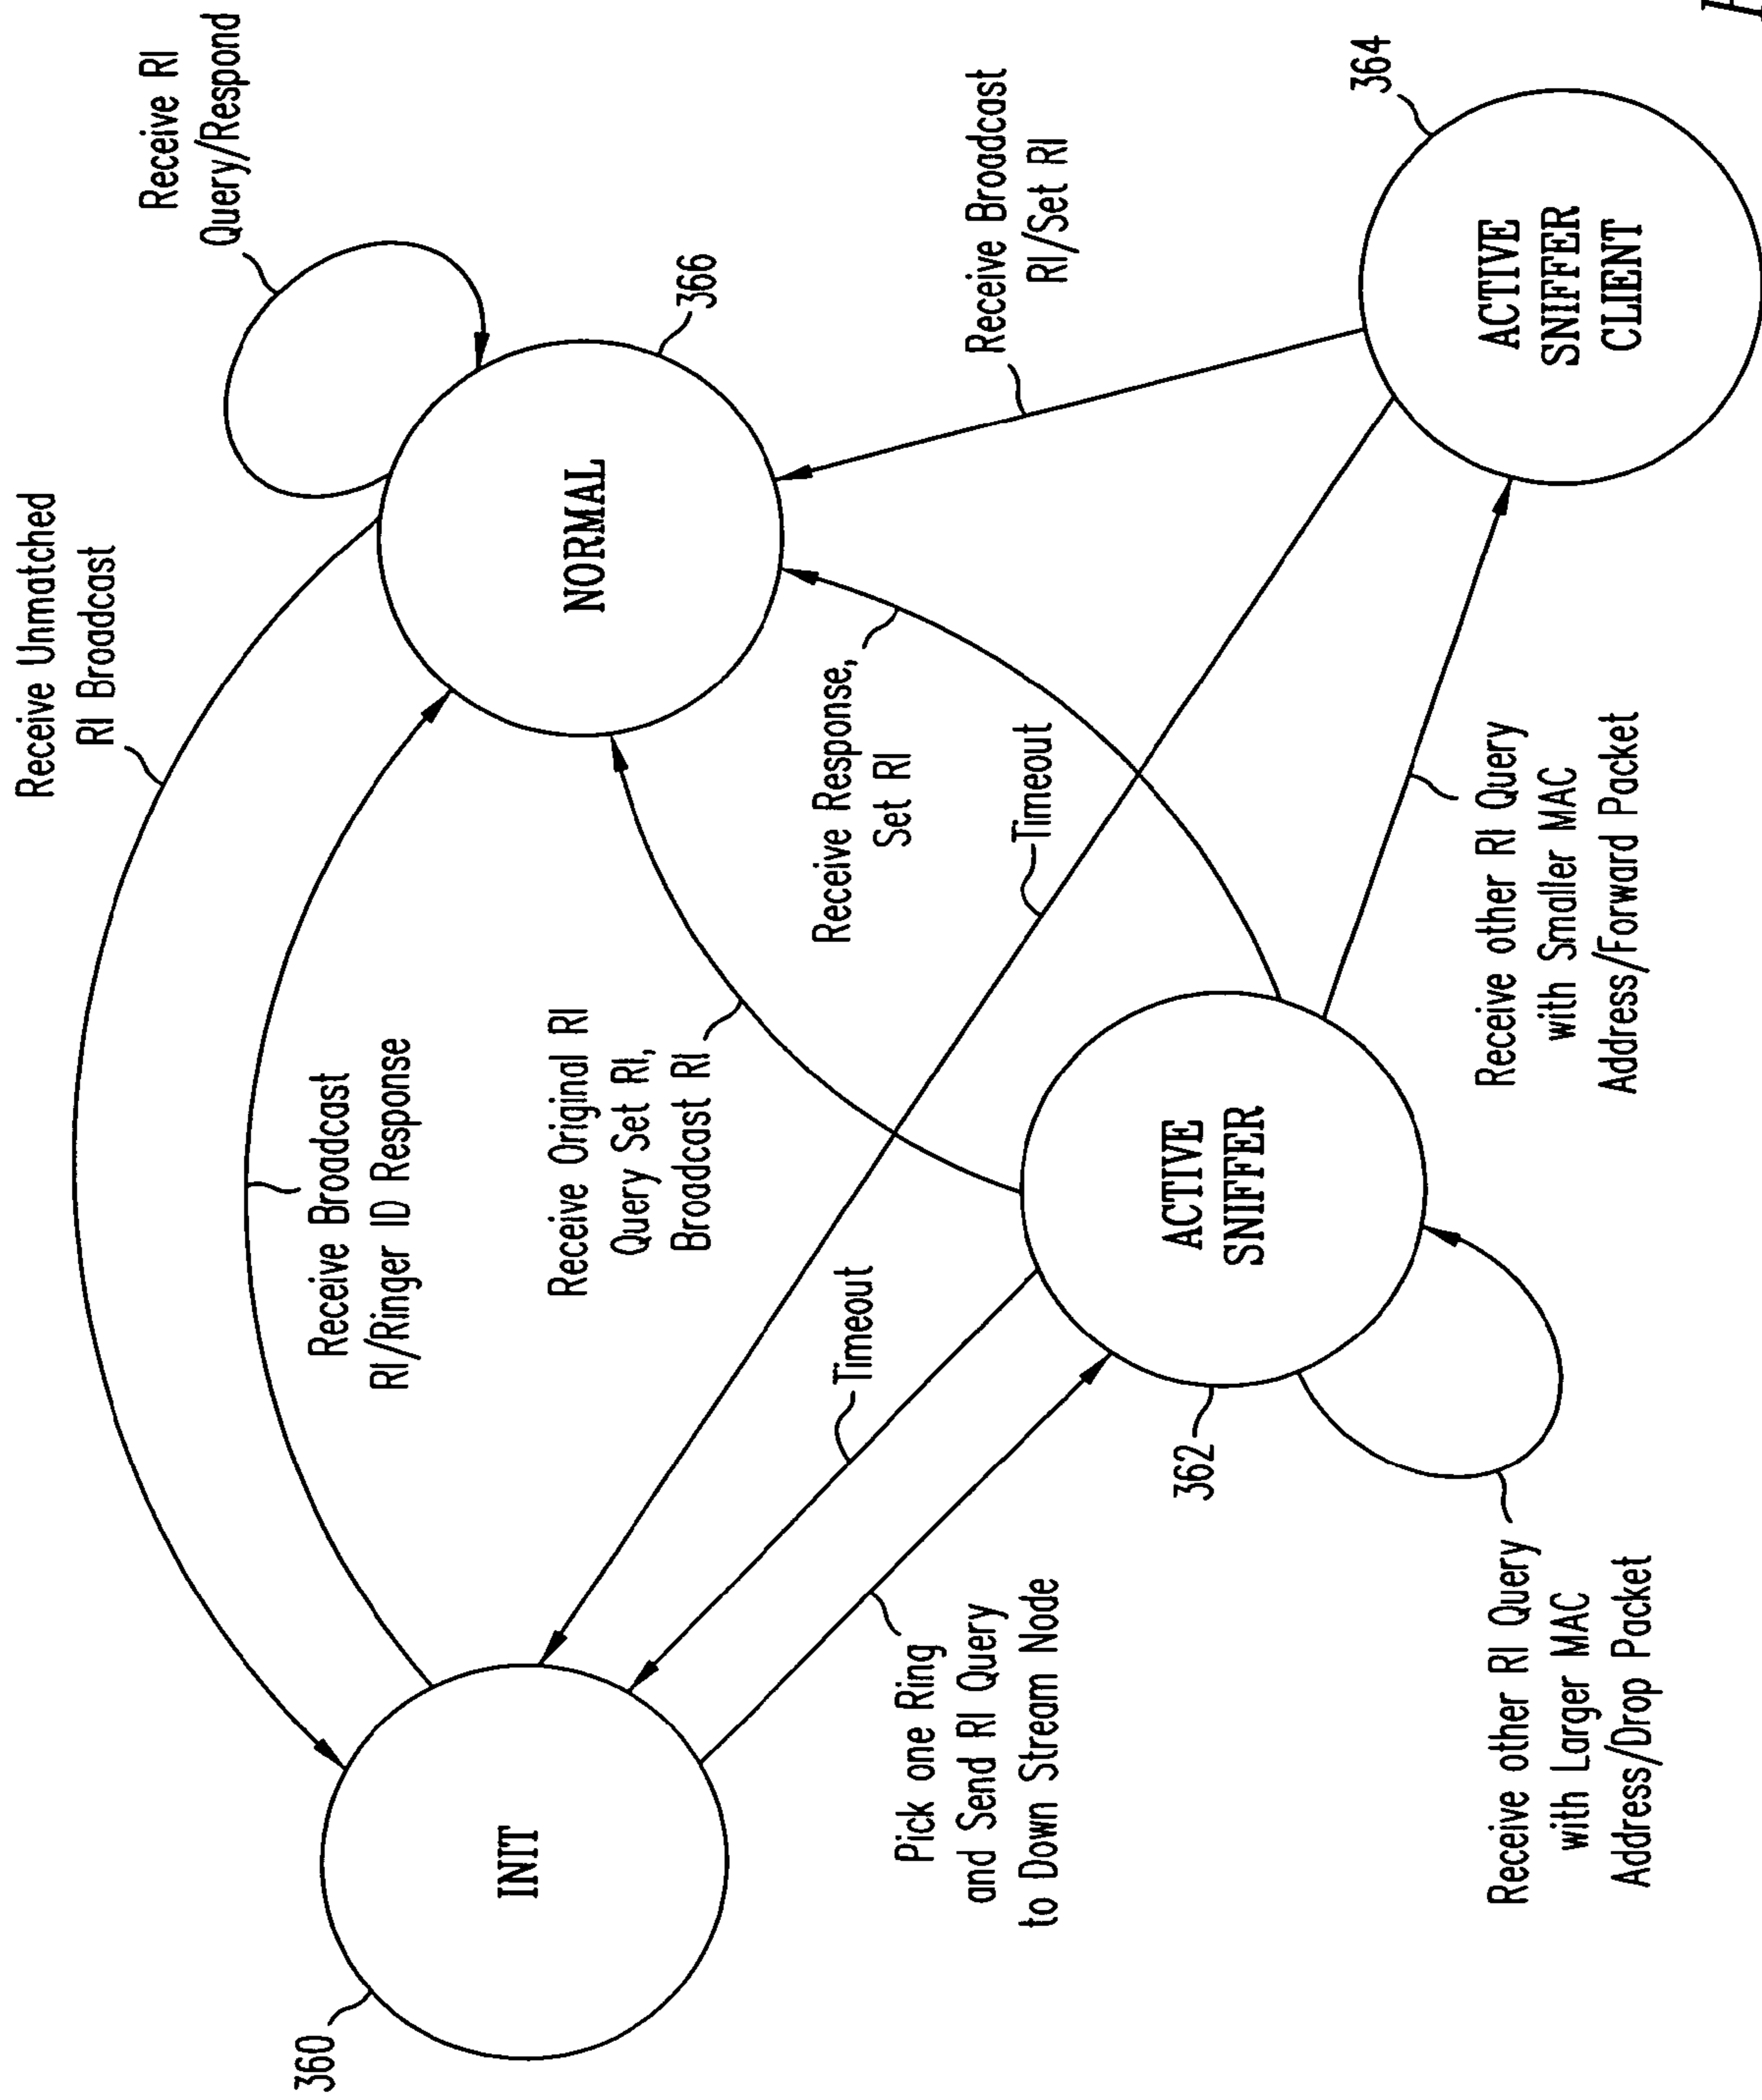 Receive Unmatched
RI Broadcast
Receive RI
Query/Respond
366
NORMAL
Receive Broadcast
RI/Ringer ID Response
Receive Original RI
Query Set RI,
Broadcast RI
Receive Response,
Set RI
Receive Broadcast
RI/Set RI
360
INIT
Timeout
Timeout
Pick one Ring
and Send RI Query
to Down Stream Node
362
ACTIVE
SNIFFER
364
ACTIVE
SNIFFER
CLIENT
Receive other RI Query
with Larger MAC
Address/Drop Packet
Receive other RI Query
with Smaller MAC
Address/Forward Packet